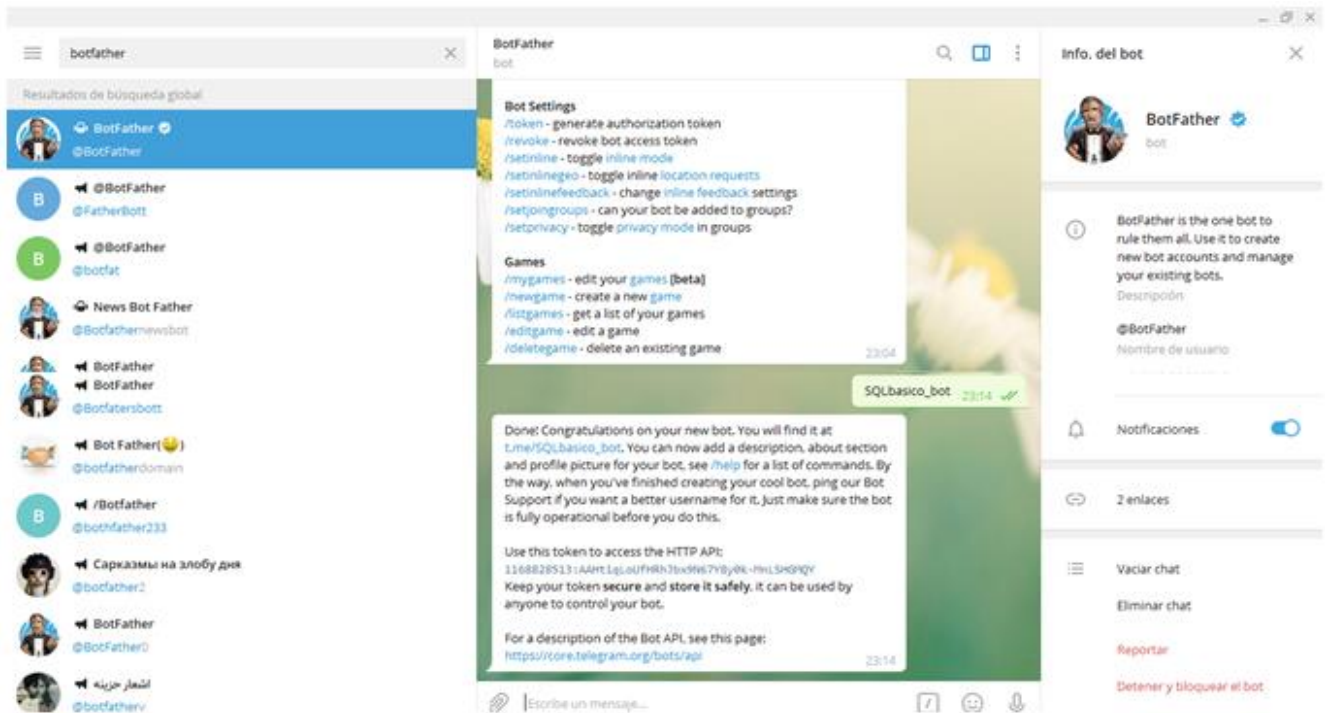 botfather
Resultados de búsqueda global
BotFather
@BotFather
@BotFather
@FatherBott
@BotFather
@botfat
News Bot Father
@Botfathernewsbot
BotFather
BotFather
@Botfatersbott
Bot Father(🤑)
@botfatherdomain
/Botfather
@bothfather233
Сарказмы на злобу дня
@botfather2
BotFather
@BotFather0
اشعار حزينه
@botfatherv
BotFather
bot
Bot Settings
/token - generate authorization token
/revoke - revoke bot access token
/setinline - toggle inline mode
/setinlinegeo - toggle inline location requests
/setinlinefeedback - change inline feedback settings
/setjoingroups - can your bot be added to groups?
/setprivacy - toggle privacy mode in groups
Games
/mygames - edit your games [beta]
/newgame - create a new game
/listgames - get a list of your games
/editgame - edit a game
/deletegame - delete an existing game
23:04
SQLbasico_bot 23:14
Done! Congratulations on your new bot. You will find it at
t.me/SQLbasico_bot. You can now add a description, about section
and profile picture for your bot, see /help for a list of commands. By
the way, when you've finished creating your cool bot, ping our Bot
Support if you want a better username for it. Just make sure the bot
is fully operational before you do this.
Use this token to access the HTTP API:
Keep your token secure and store it safely, it can be used by
anyone to control your bot.
For a description of the Bot API, see this page:
https://core.telegram.org/bots/api
23:14
Escribe un mensaje...
Info. del bot
BotFather
bot
BotFather is the one bot to
rule them all. Use it to create
new bot accounts and manage
your existing bots.
Descripción
@BotFather
Nombre de usuario
Notificaciones
2 enlaces
Vaciar chat
Eliminar chat
Reportar
Detener y bloquear el bot